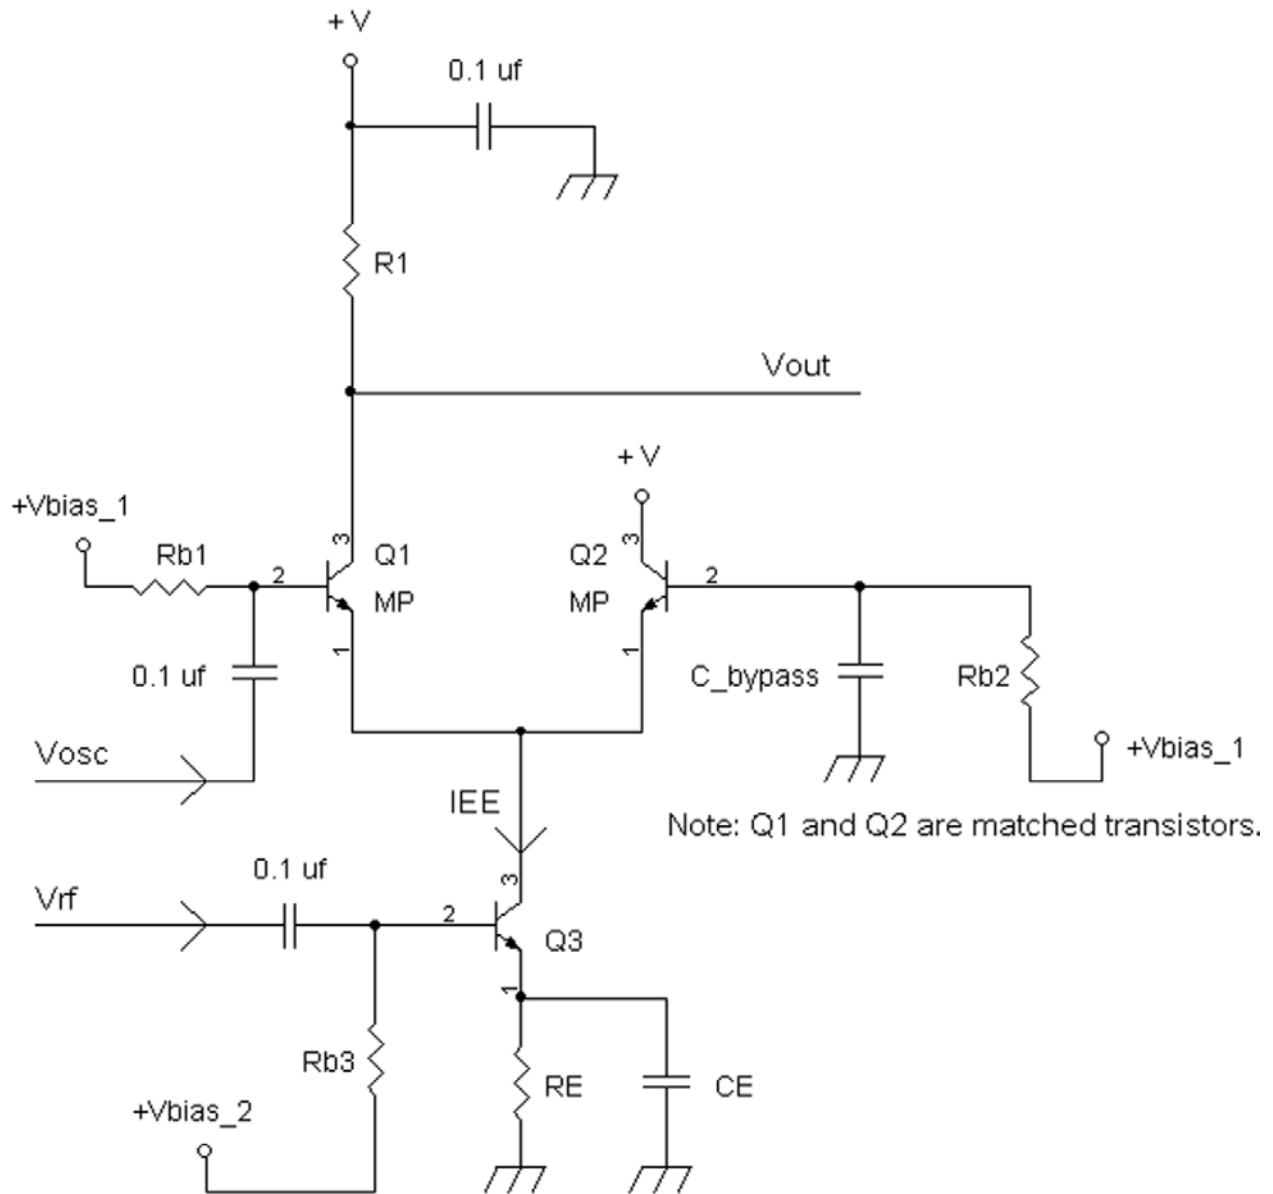 + V
0.1 uf
R1
Vout
+ V
+Vbias_1
Rb1
2
3
Q1
MP
1
Q2
MP
3
2
1
0.1 uf
C_bypass
Rb2
Vosc
+Vbias_1
IEE
Note: Q1 and Q2 are matched transistors.
0.1 uf
Vrf
2
3
Q3
1
Rb3
RE
CE
+Vbias_2